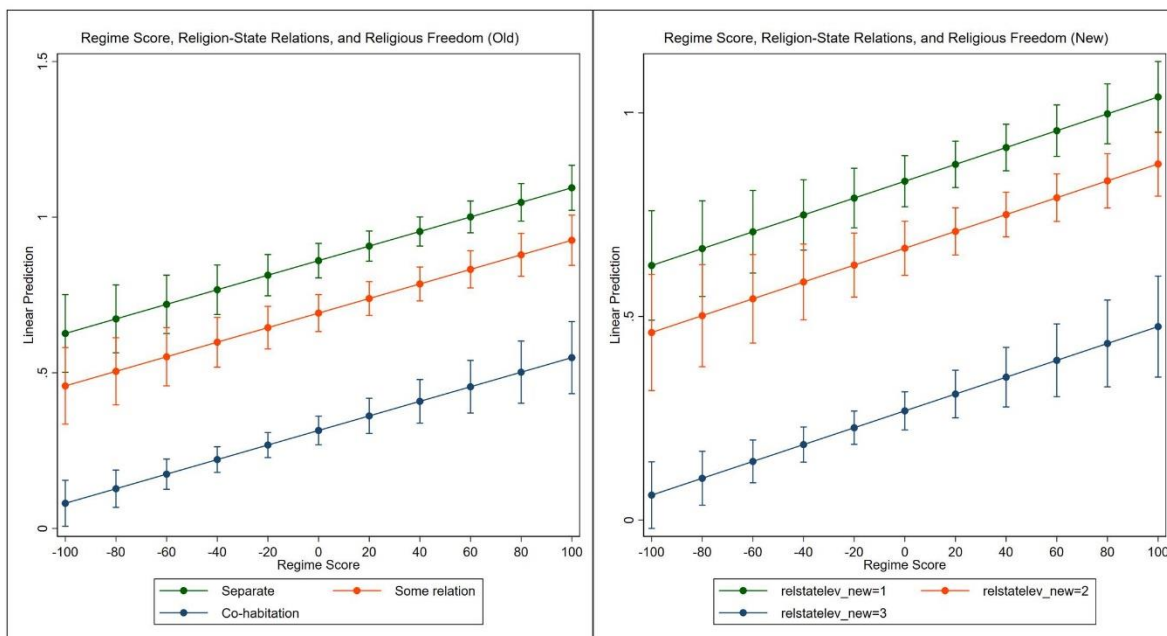 Regime Score, Religion-State Relations, and Religious Freedom (Old)
1.5
1
.5
0
Linear Prediction
-100 -80 -60 -40 -20 0 20 40 60 80 100
Regime Score
Separate Some relation
Co-habitation
Regime Score, Religion-State Relations, and Religious Freedom (New)
1
.5
0
Linear Prediction
-100 -80 -60 -40 -20 0 20 40 60 80 100
Regime Score
relstatelev_new=1 relstatelev_new=2
relstatelev_new=3